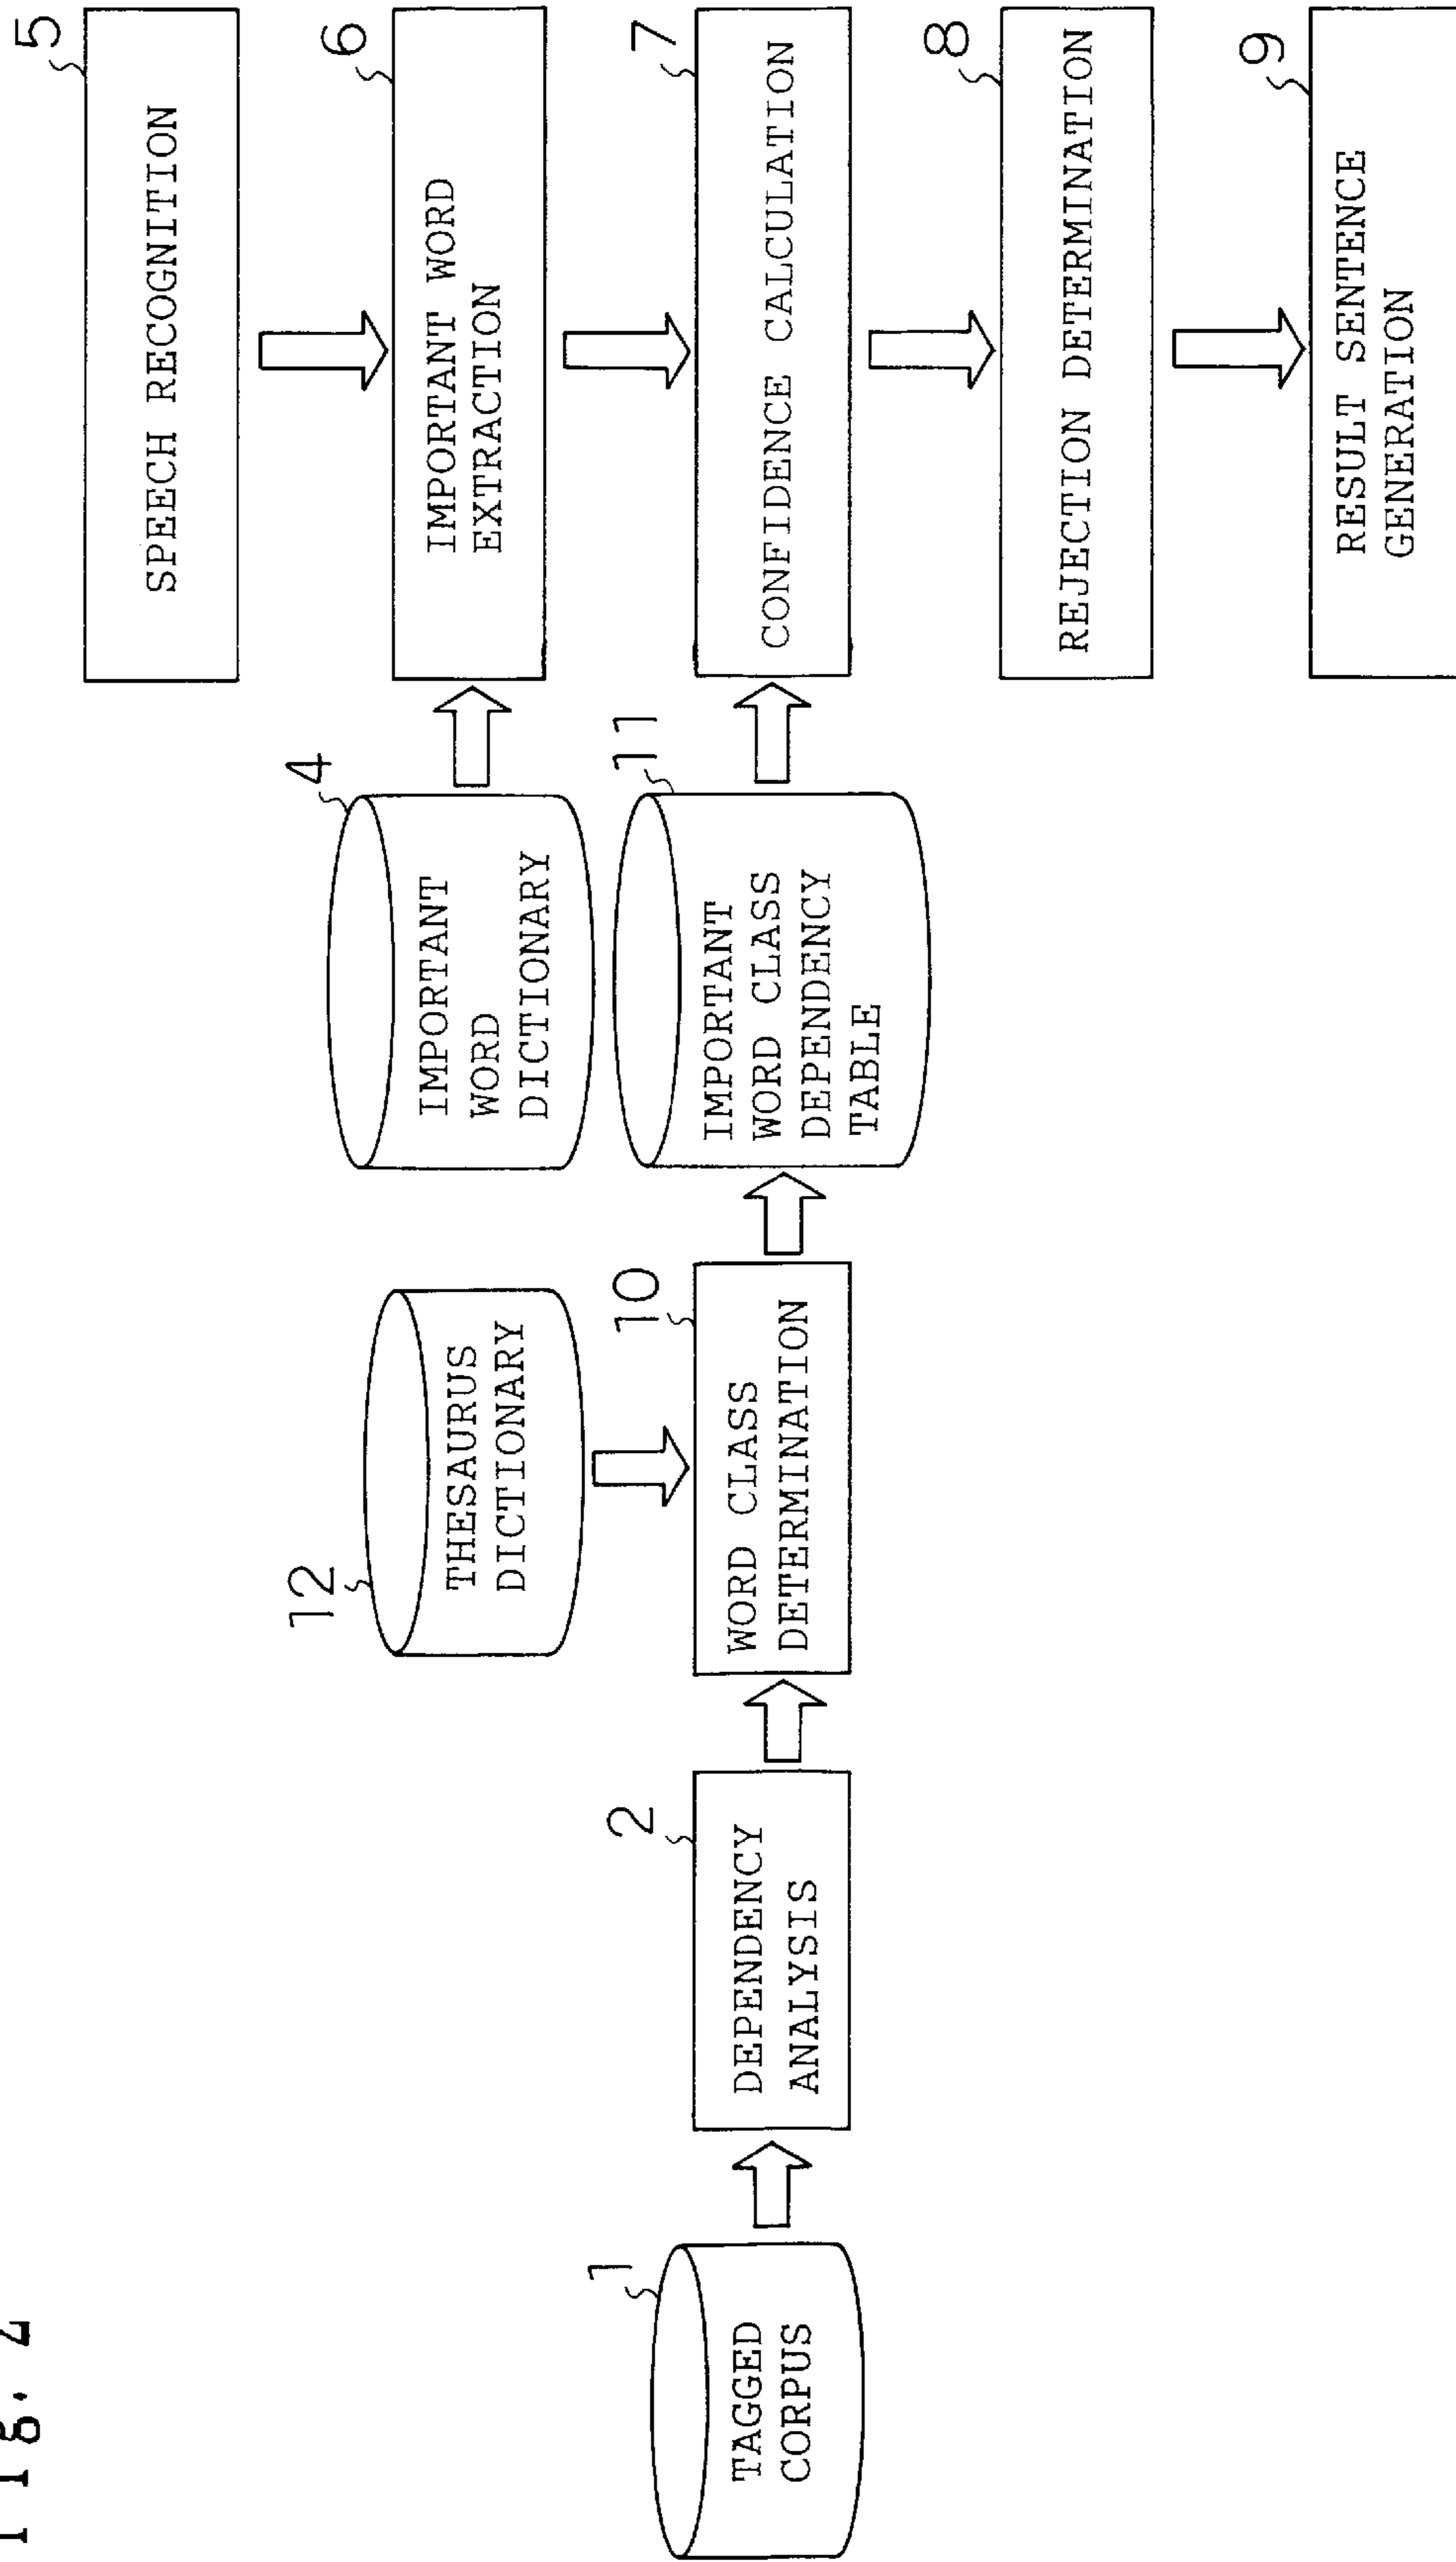 Fig. 2
5
SPEECH RECOGNITION
12
THESAURUS
DICTIONARY
4
IMPORTANT
WORD
DICTIONARY
6
IMPORTANT WORD
EXTRACTION
1
TAGGED
CORPUS
2
DEPENDENCY
ANALYSIS
10
WORD CLASS
DETERMINATION
11
IMPORTANT
WORD CLASS
DEPENDENCY
TABLE
7
CONFIDENCE CALCULATION
8
REJECTION DETERMINATION
9
RESULT SENTENCE
GENERATION